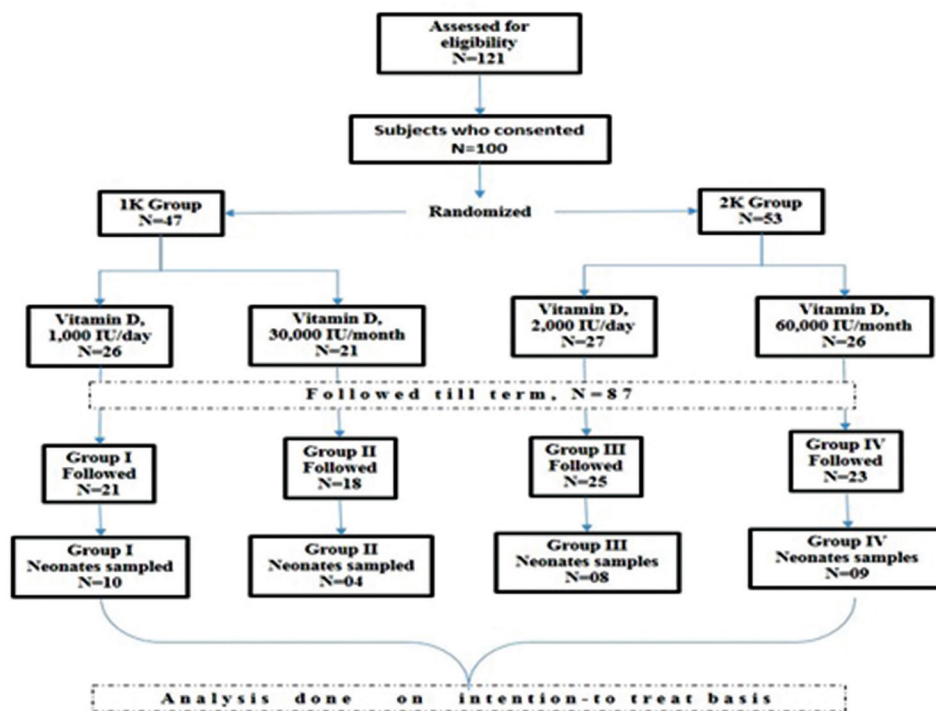 Assessed for
eligibility
N=121
Subjects who consented
N=100
1K Group
N=47
Randomized
2K Group
N=53
Vitamin D,
1,000 IU/day
N=26
Vitamin D,
30,000 IU/month
N=21
Vitamin D,
2,000 IU/day
N=27
Vitamin D,
60,000 IU/month
N=26
Followed till term, N=87
Group I
Followed
N=21
Group II
Followed
N=18
Group III
Followed
N=25
Group IV
Followed
N=23
Group I
Neonates sampled
N=10
Group II
Neonates sampled
N=04
Group III
Neonates samples
N=08
Group IV
Neonates samples
N=09
Analysis done on intention-to treat basis